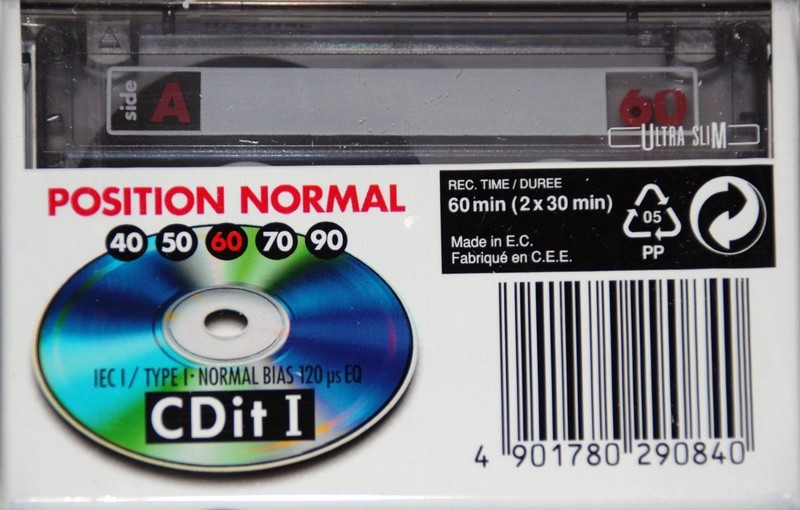 side A
60
ULTRA SLIM
POSITION NORMAL
40 50 60 70 90
IEC I / TYPE I · NORMAL BIAS 120 µs EQ
CDit I
REC. TIME / DUREE
60 min (2 x 30 min)
Made in E.C.
Fabriqué en C.E.E.
05
PP
4 901780 290840